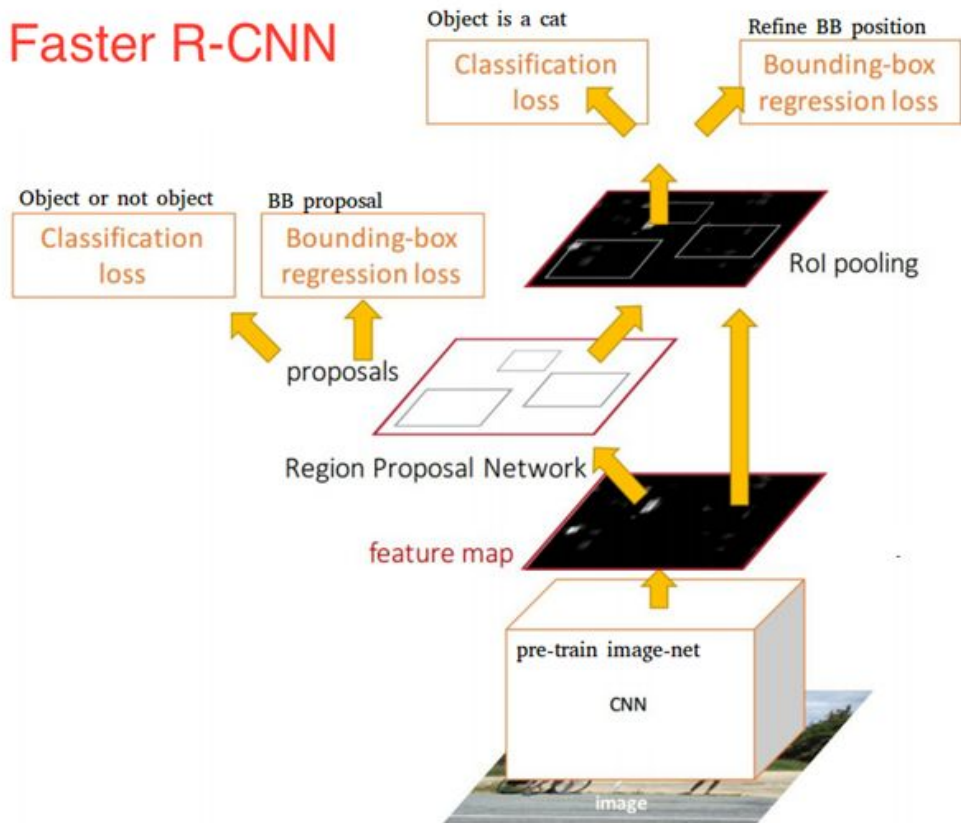 Faster R-CNN
Object is a cat
Classification
loss
Refine BB position
Bounding-box
regression loss
Object or not object
Classification
loss
BB proposal
Bounding-box
regression loss
RoI pooling
proposals
Region Proposal Network
feature map
pre-train image-net
CNN
image